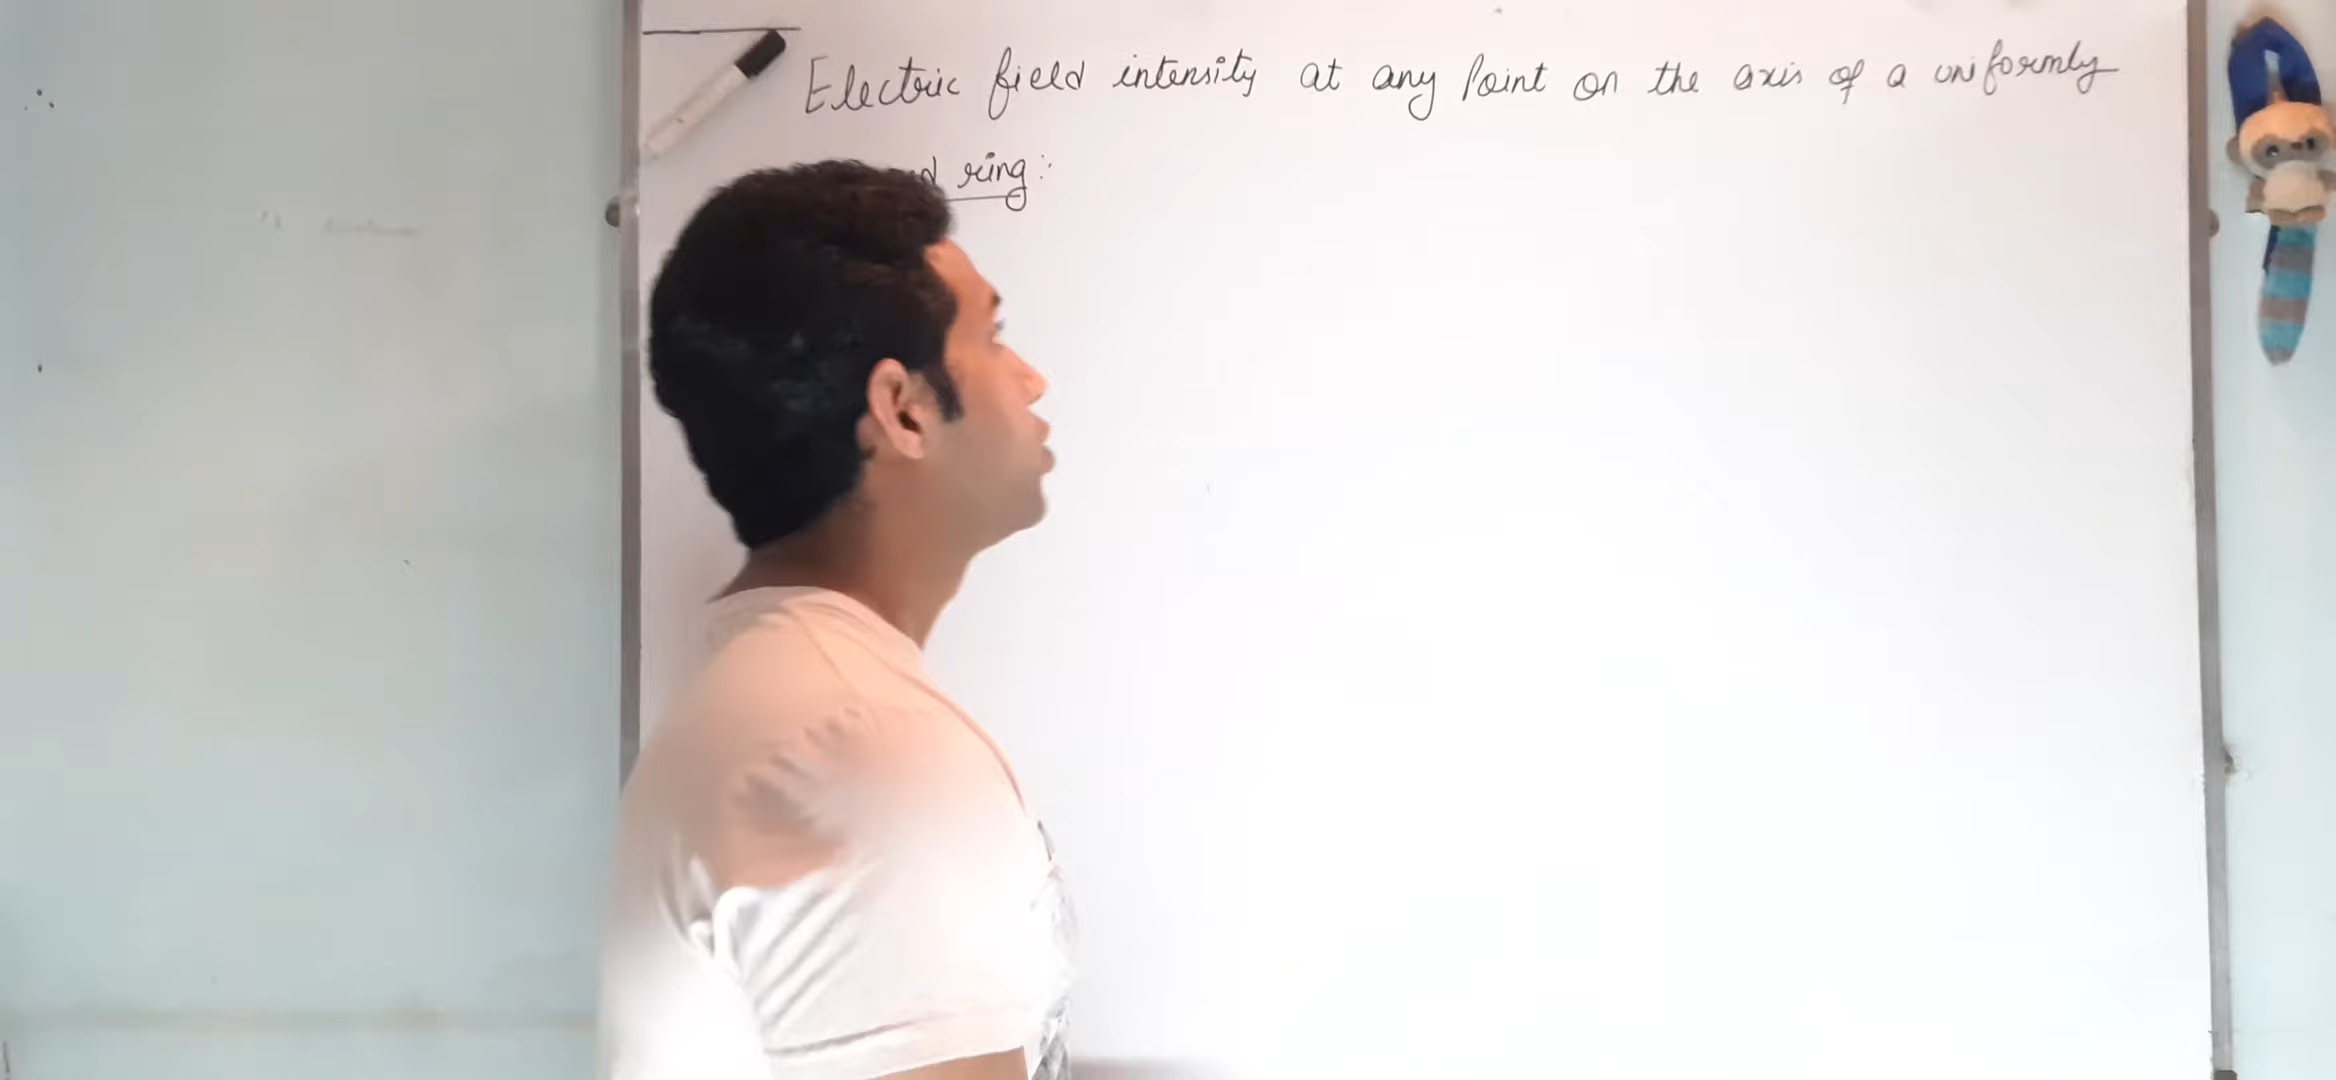 Electric field intensity at any Point on the axis of a uniformly
ring :